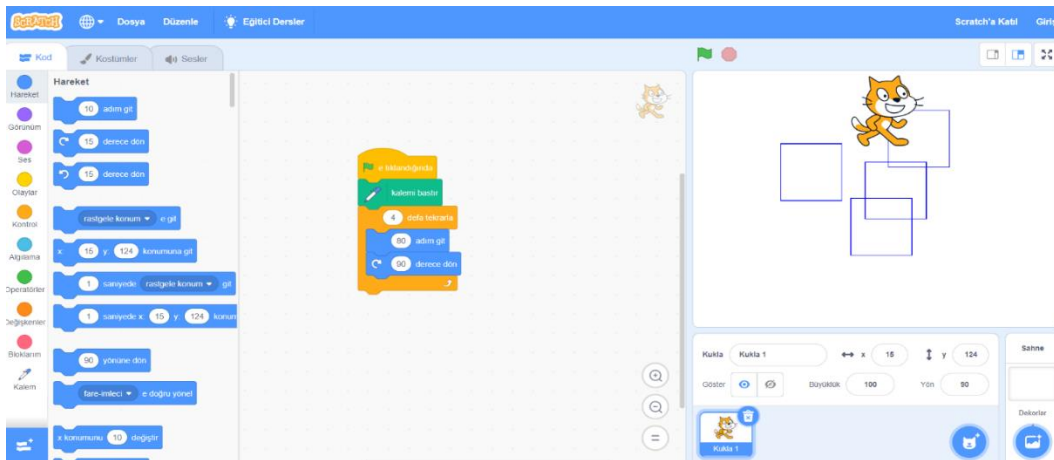 SCRATCH Dosya Düzenle Eğitici Dersler Scratch'a Katıl Giriş
Kod Kostümler Sesler
Hareket
Görünüm
Ses
Olaylar
Kontrol
Algılama
Operatörler
Değişkenler
Bloklarım
Kalem
Hareket
10 adım git
15 derece dön
15 derece dön
rastgele konum e git
x: 15 y: 124 konumuna git
1 saniyede rastgele konum git
1 saniyede x: 15 y: 124 konun
90 yönüne dön
fare-imleci e doğru yönel
x konumunu 10 değiştir
e tıklandığında
kalemi bastır
4 defa tekrarla
80 adım git
90 derece dön
Kukla Kukla 1 x 15 y 124
Göster Büyüklük 100 Yön 90
Kukla 1
Sahne
Dekorlar